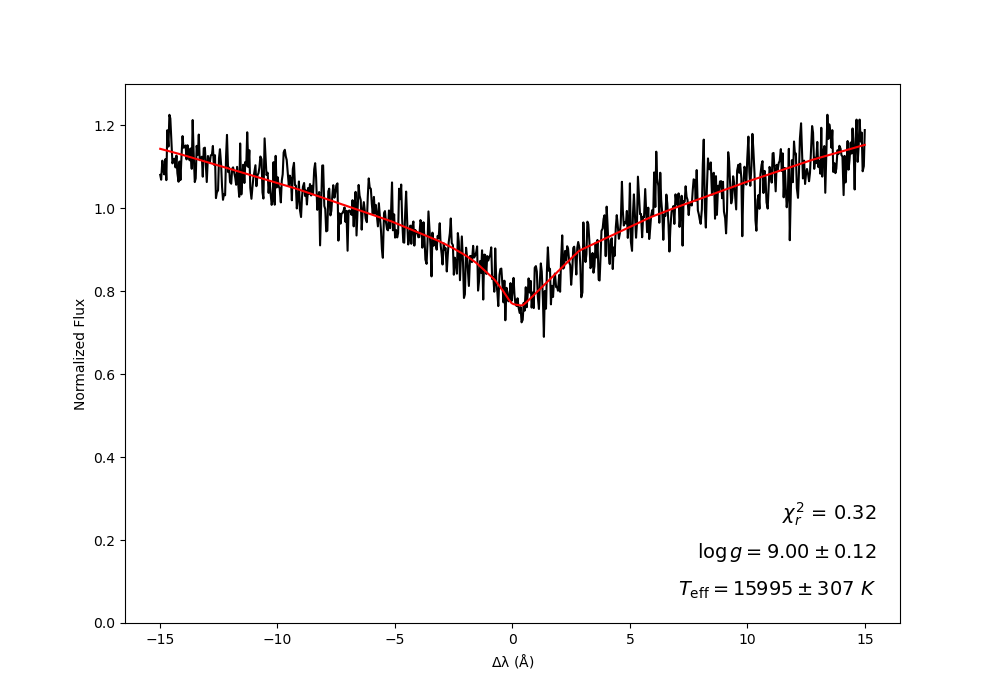 1.2
1.0
0.8
0.6
0.4
0.2
0.0
Normalized Flux
χ²ᵣ = 0.32
log g = 9.00 ± 0.12
T_eff = 15995 ± 307 K
−15 −10 −5 0 5 10 15
Δλ (Å)